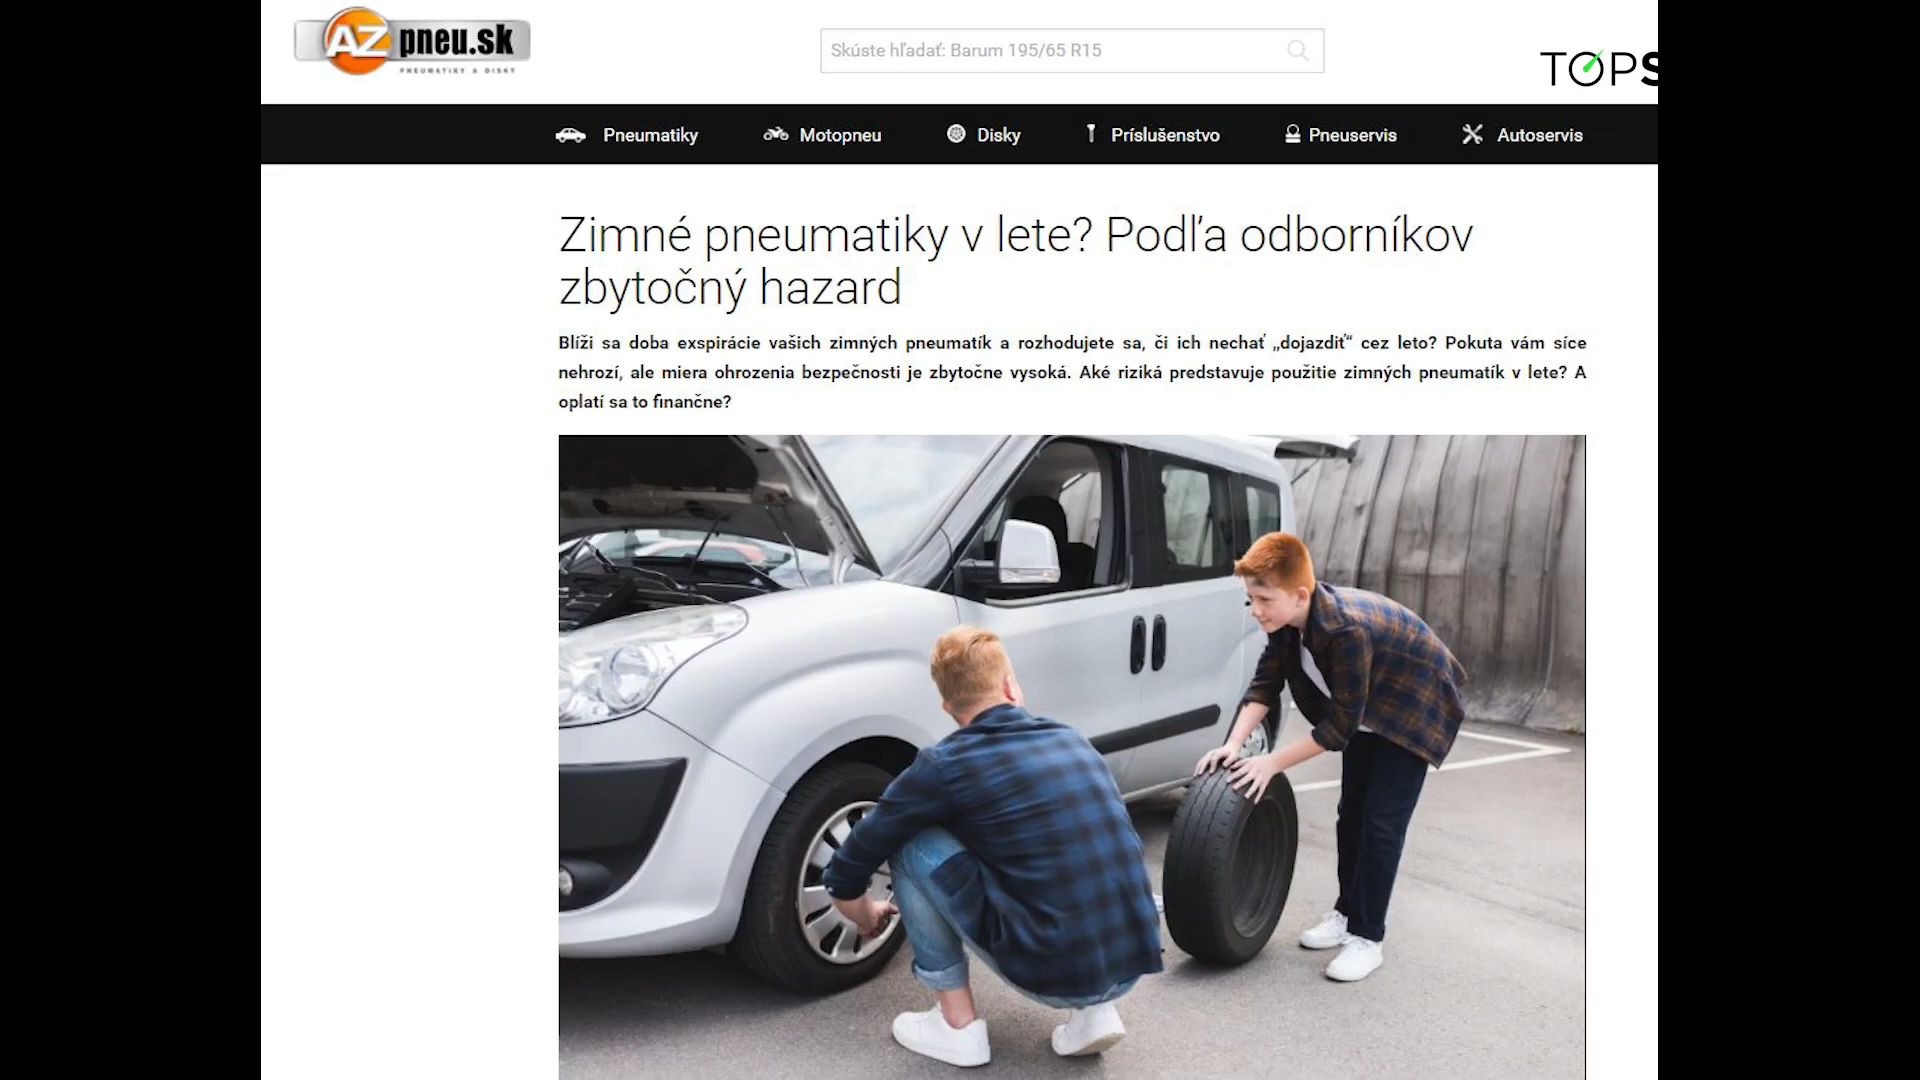 AZ pneu.sk
PNEUMATIKY A DISKY
Skúste hľadať: Barum 195/65 R15
TOPS
Pneumatiky Motopneu Disky Príslušenstvo Pneuservis Autoservis
Zimné pneumatiky v lete? Podľa odborníkov
zbytočný hazard
Blíži sa doba exspirácie vašich zimných pneumatík a rozhodujete sa, či ich nechať „dojazdiť“ cez leto? Pokuta vám síce
nehrozí, ale miera ohrozenia bezpečnosti je zbytočne vysoká. Aké riziká predstavuje použitie zimných pneumatík v lete? A
oplatí sa to finančne?